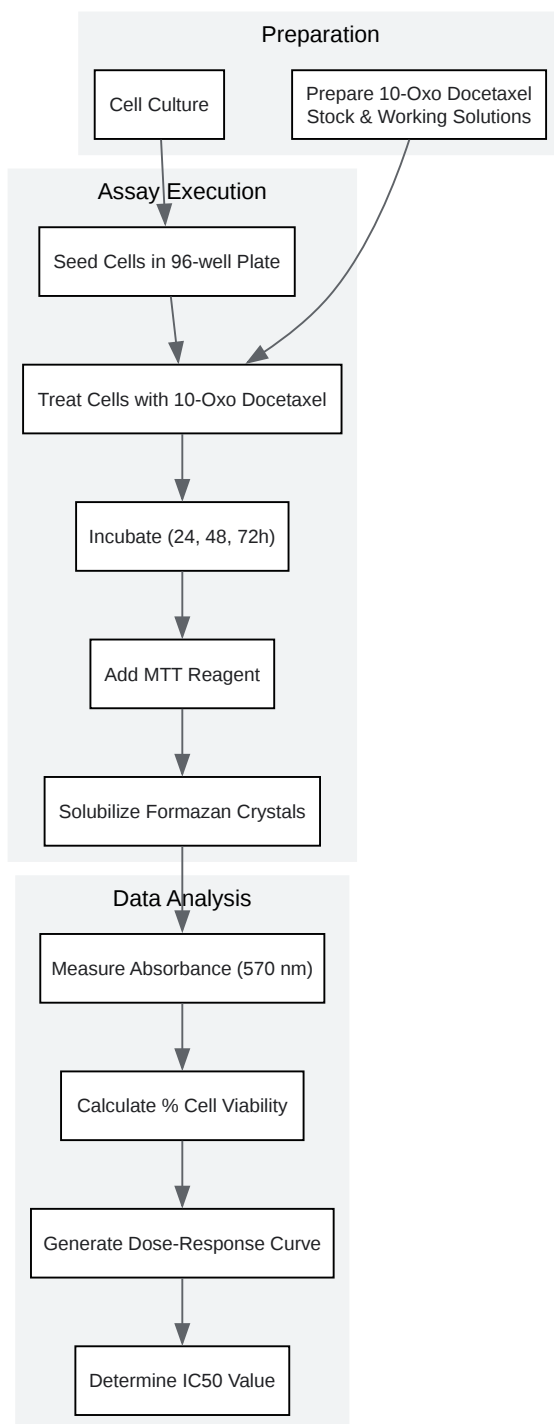 Preparation
Cell Culture
Prepare 10-Oxo Docetaxel
Stock & Working Solutions
Assay Execution
Seed Cells in 96-well Plate
Treat Cells with 10-Oxo Docetaxel
Incubate (24, 48, 72h)
Add MTT Reagent
Solubilize Formazan Crystals
Data Analysis
Measure Absorbance (570 nm)
Calculate % Cell Viability
Generate Dose-Response Curve
Determine IC50 Value